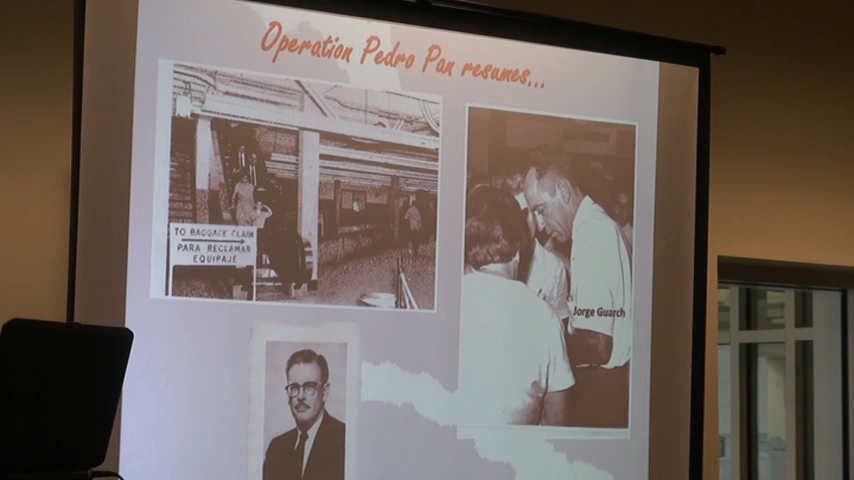 Operation Pedro Pan resumes...
TO BAGGAGE CLAIM
PARA RECLAMAR
EQUIPAJE
Jorge Guarch